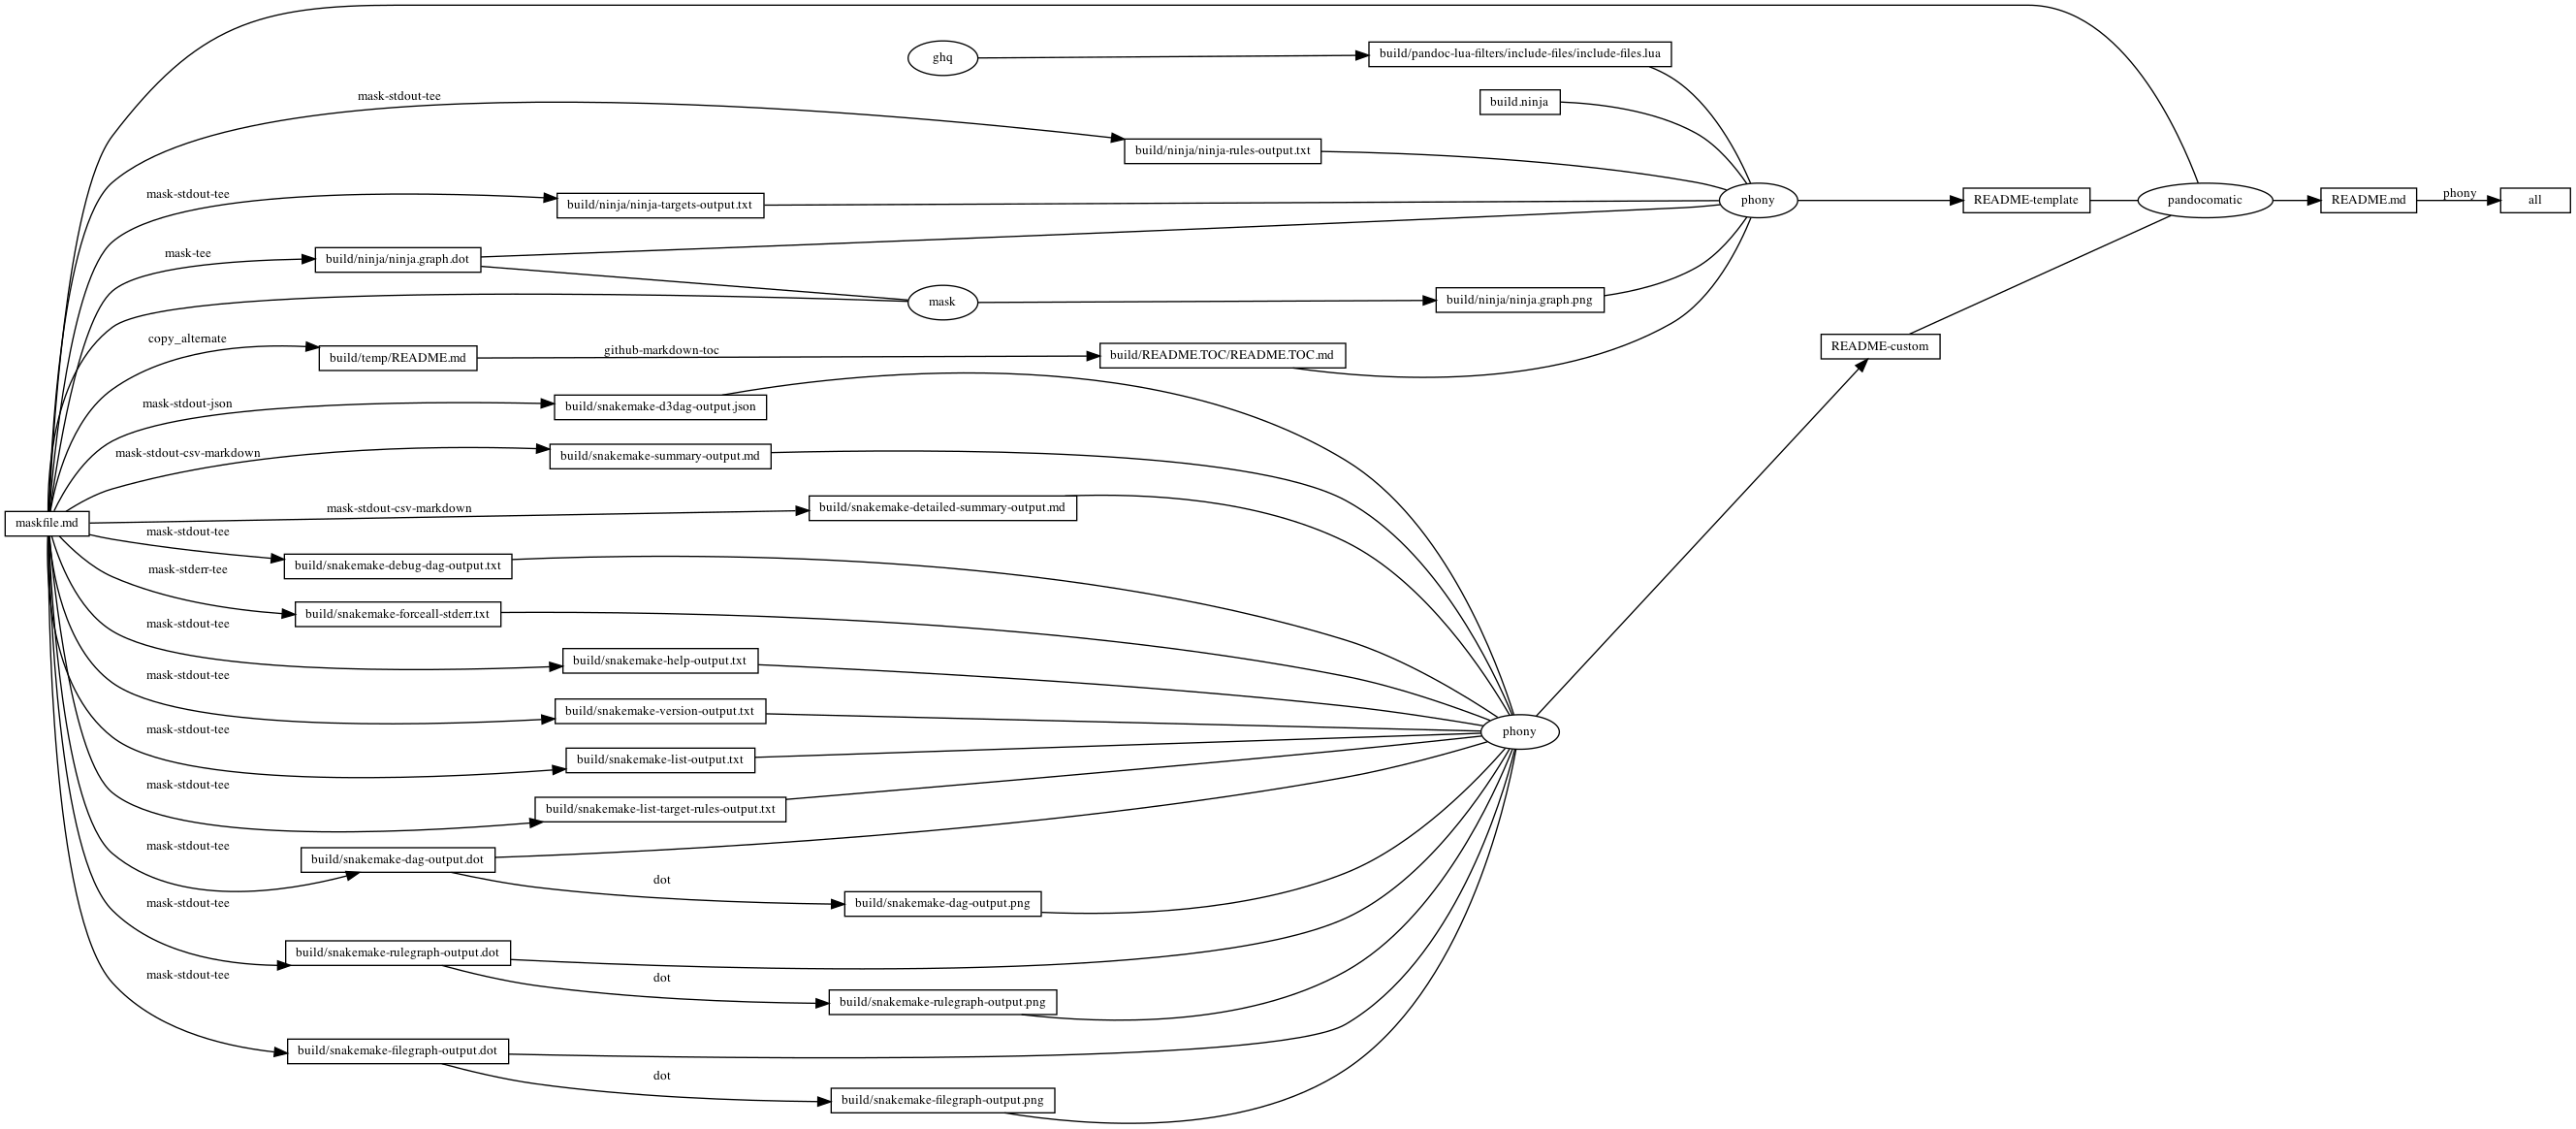 ghq
build/pandoc-lua-filters/include-files/include-files.lua
mask-stdout-tee
build.ninja
build/ninja/ninja-rules-output.txt
mask-stdout-tee
build/ninja/ninja-targets-output.txt
phony
README-template
pandocomatic
README.md
phony
all
mask-tee
build/ninja/ninja.graph.dot
mask
build/ninja/ninja.graph.png
copy_alternate
build/temp/README.md
github-markdown-toc
build/README.TOC/README.TOC.md
README-custom
mask-stdout-json
build/snakemake-d3dag-output.json
mask-stdout-csv-markdown
build/snakemake-summary-output.md
maskfile.md
mask-stdout-csv-markdown
build/snakemake-detailed-summary-output.md
mask-stdout-tee
build/snakemake-debug-dag-output.txt
mask-stderr-tee
build/snakemake-forceall-stderr.txt
mask-stdout-tee
build/snakemake-help-output.txt
mask-stdout-tee
build/snakemake-version-output.txt
phony
mask-stdout-tee
build/snakemake-list-output.txt
mask-stdout-tee
build/snakemake-list-target-rules-output.txt
mask-stdout-tee
build/snakemake-dag-output.dot
dot
build/snakemake-dag-output.png
mask-stdout-tee
build/snakemake-rulegraph-output.dot
dot
build/snakemake-rulegraph-output.png
mask-stdout-tee
build/snakemake-filegraph-output.dot
dot
build/snakemake-filegraph-output.png